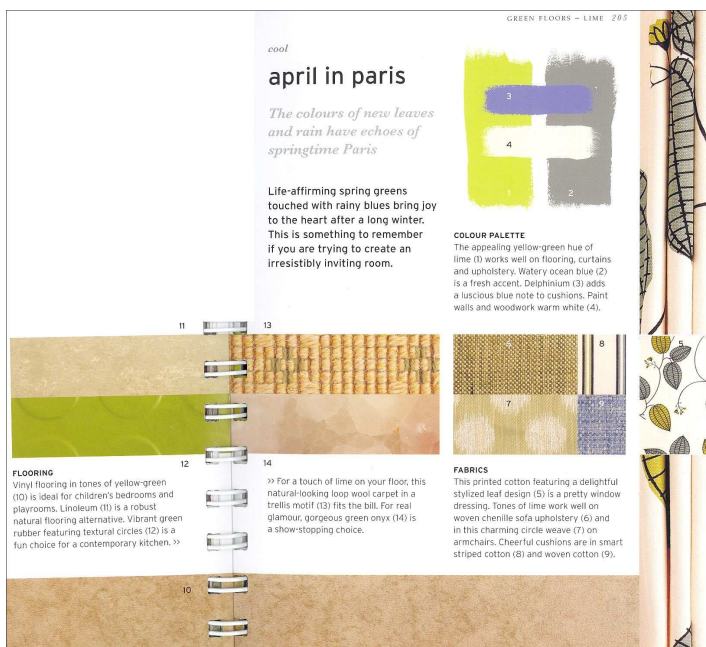 GREEN FLOORS – LIME 205
cool
april in paris
The colours of new leaves
and rain have echoes of
springtime Paris
Life-affirming spring greens
touched with rainy blues bring joy
to the heart after a long winter.
This is something to remember
if you are trying to create an
irresistibly inviting room.
3
4
1
2
COLOUR PALETTE
The appealing yellow-green hue of
lime (1) works well on flooring, curtains
and upholstery. Watery ocean blue (2)
is a fresh accent. Delphinium (3) adds
a luscious blue note to cushions. Paint
walls and woodwork warm white (4).
11
13
6
8
5
7
9
12
14
FLOORING
Vinyl flooring in tones of yellow-green
(10) is ideal for children's bedrooms and
playrooms. Linoleum (11) is a robust
natural flooring alternative. Vibrant green
rubber featuring textural circles (12) is a
fun choice for a contemporary kitchen. >>
>> For a touch of lime on your floor, this
natural-looking loop wool carpet in a
trellis motif (13) fits the bill. For real
glamour, gorgeous green onyx (14) is
a show-stopping choice.
FABRICS
This printed cotton featuring a delightful
stylized leaf design (5) is a pretty window
dressing. Tones of lime work well on
woven chenille sofa upholstery (6) and
in this charming circle weave (7) on
armchairs. Cheerful cushions are in smart
striped cotton (8) and woven cotton (9).
10